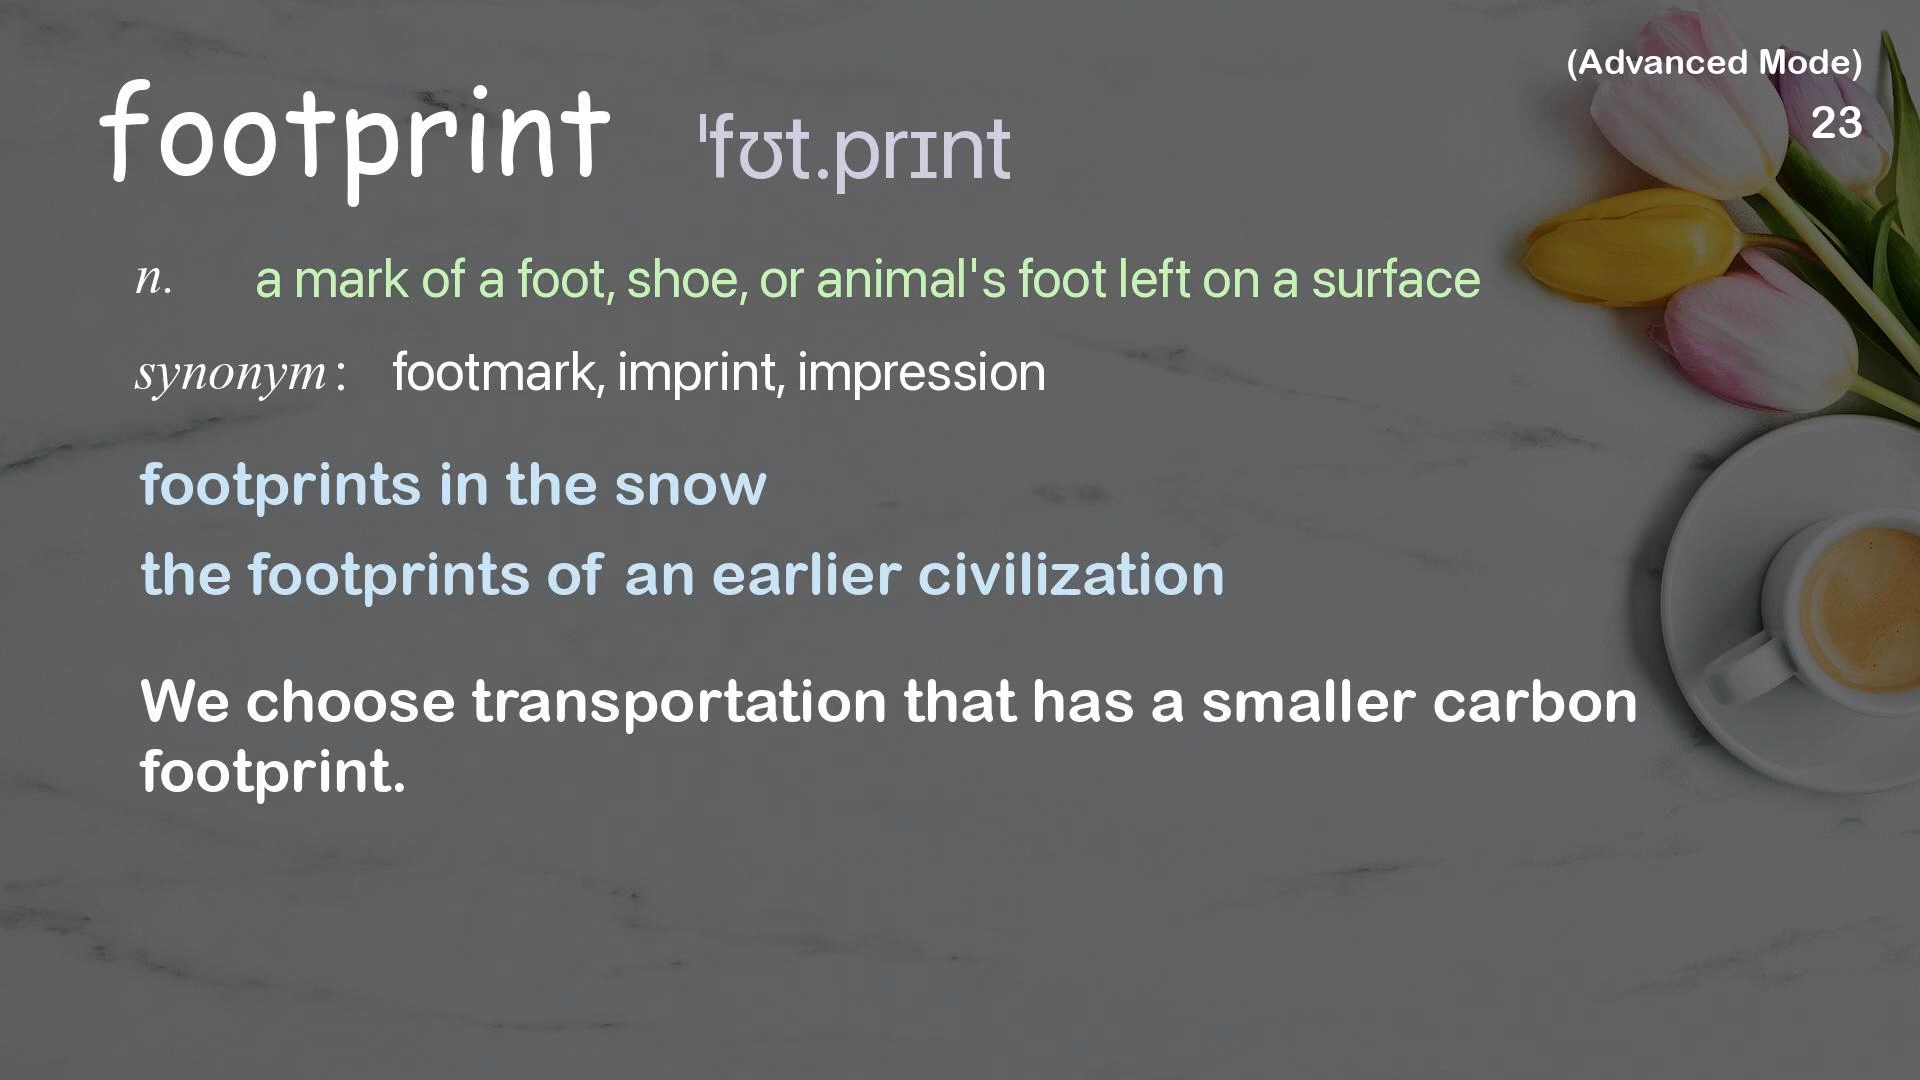 (Advanced Mode)
23
footprint ˈfʊt.prɪnt
n. a mark of a foot, shoe, or animal's foot left on a surface
synonym: footmark, imprint, impression
footprints in the snow
the footprints of an earlier civilization
We choose transportation that has a smaller carbon
footprint.